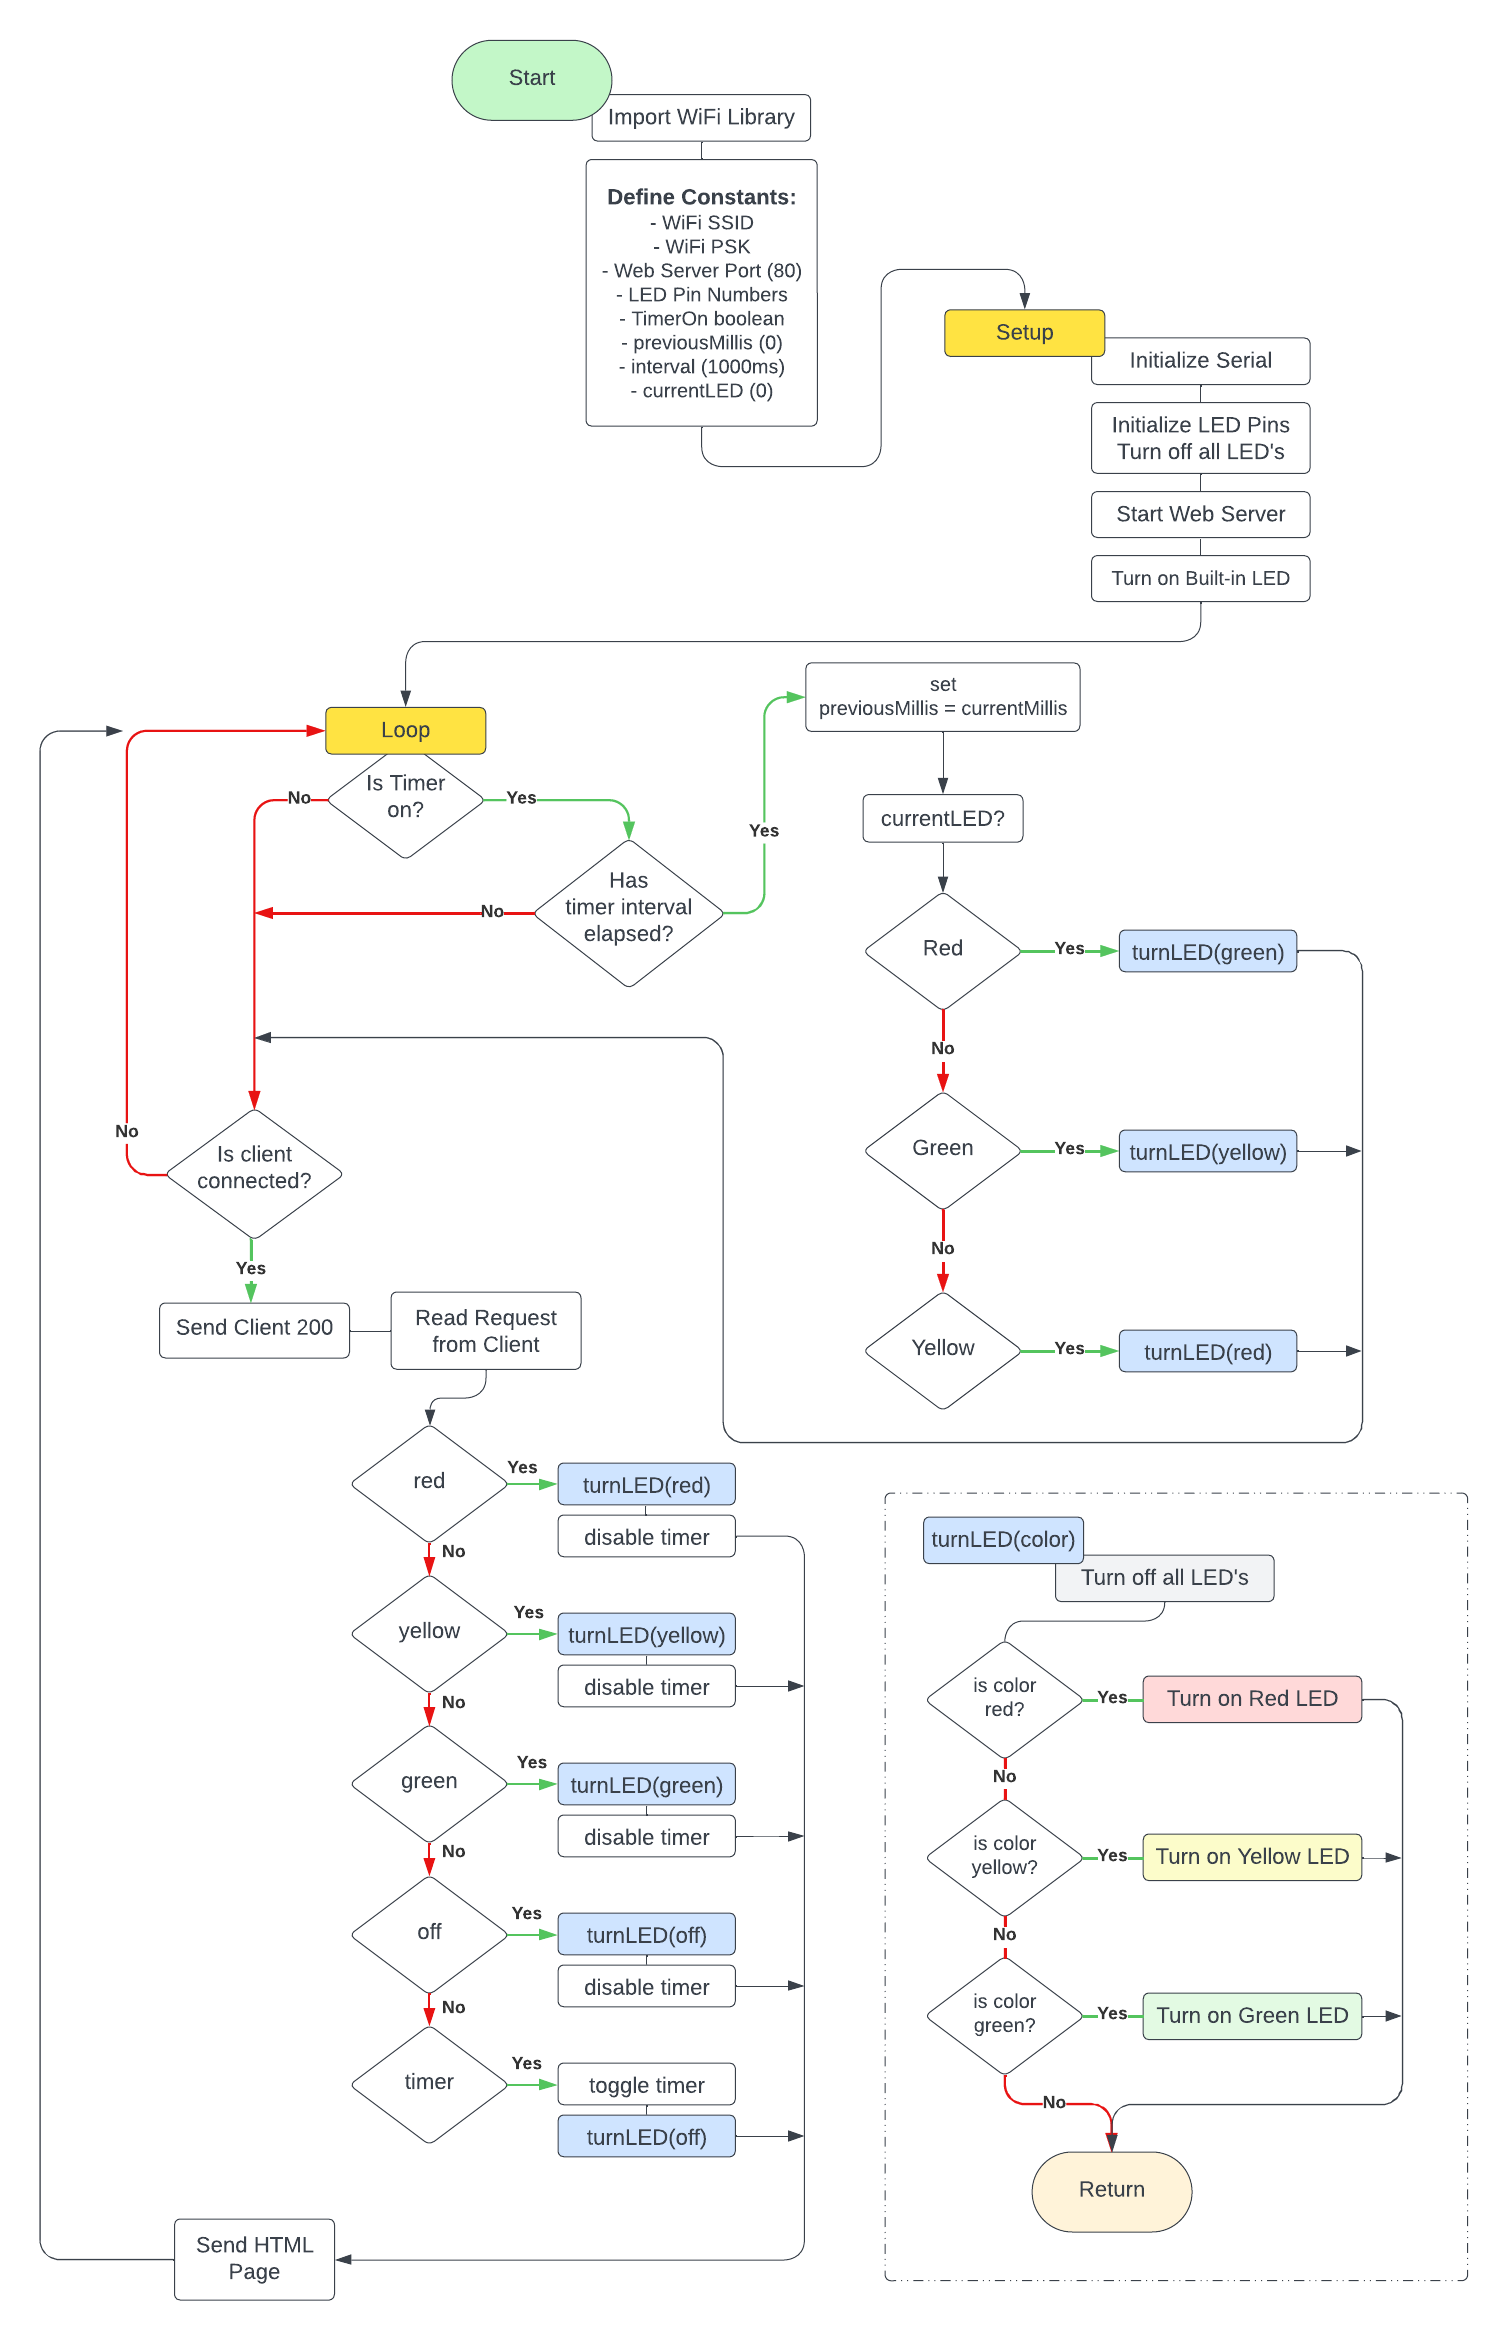 Start
Import WiFi Library
Define Constants:
- WiFi SSID
- WiFi PSK
- Web Server Port (80)
- LED Pin Numbers
- TimerOn boolean
- previousMillis (0)
- interval (1000ms)
- currentLED (0)
Setup
Initialize Serial
Initialize LED Pins
Turn off all LED's
Start Web Server
Turn on Built-in LED
Loop
Is Timer
on?
No
Yes
Has
timer interval
elapsed?
No
Yes
set
previousMillis = currentMillis
currentLED?
Red
Yes
turnLED(green)
No
Green
Yes
turnLED(yellow)
No
Yellow
Yes
turnLED(red)
Is client
connected?
No
Yes
Send Client 200
Read Request
from Client
red
Yes
turnLED(red)
disable timer
No
yellow
Yes
turnLED(yellow)
disable timer
No
green
Yes
turnLED(green)
disable timer
No
off
Yes
turnLED(off)
disable timer
No
timer
Yes
toggle timer
turnLED(off)
Send HTML
Page
turnLED(color)
Turn off all LED's
is color
red?
Yes
Turn on Red LED
No
is color
yellow?
Yes
Turn on Yellow LED
No
is color
green?
Yes
Turn on Green LED
No
Return